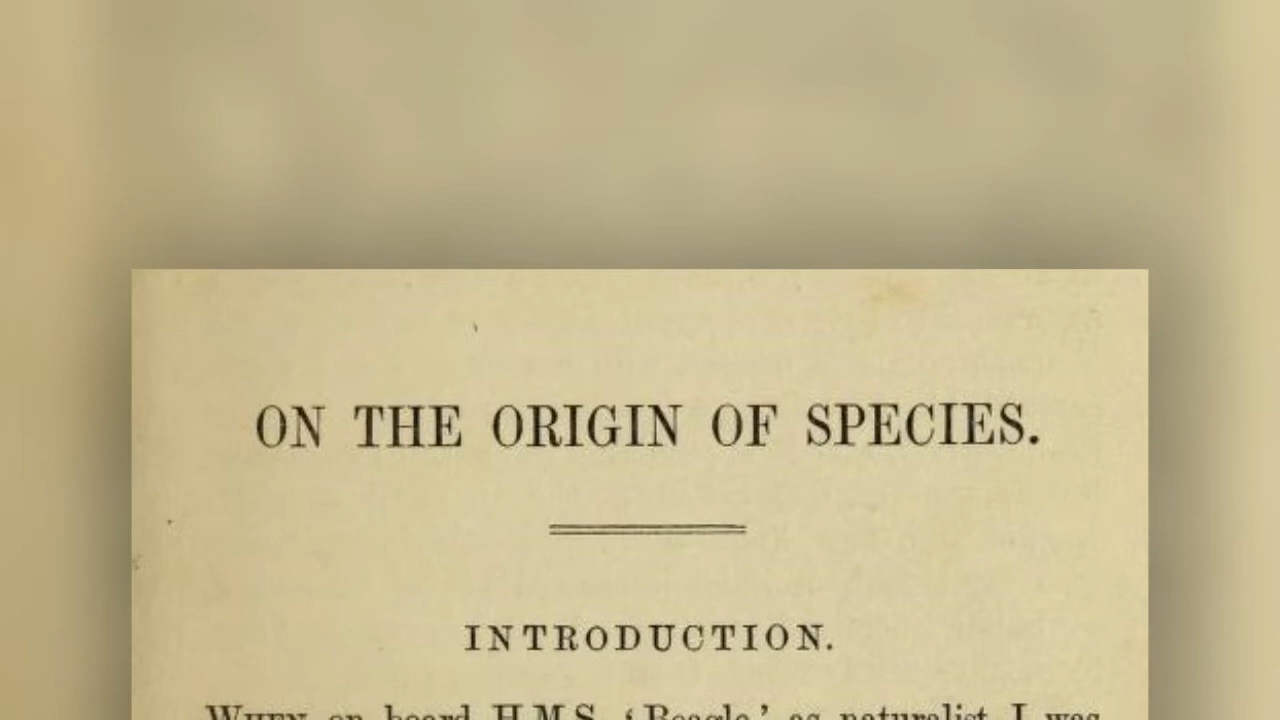 ON THE ORIGIN OF SPECIES.
INTRODUCTION.
WHEN on board H.M.S. ‘Beagle’ as naturalist, I was